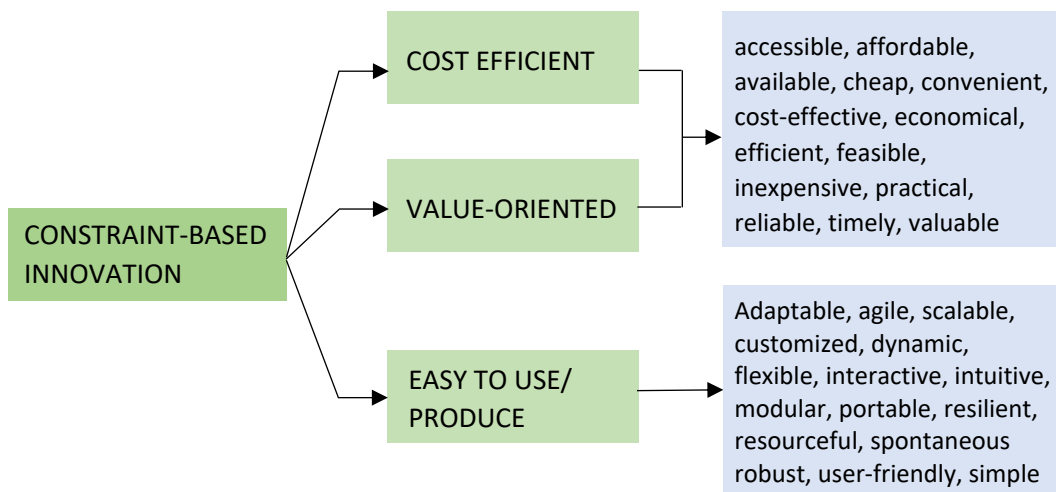 CONSTRAINT-BASED
INNOVATION
COST EFFICIENT
VALUE-ORIENTED
EASY TO USE/
PRODUCE
accessible, affordable,
available, cheap, convenient,
cost-effective, economical,
efficient, feasible,
inexpensive, practical,
reliable, timely, valuable
Adaptable, agile, scalable,
customized, dynamic,
flexible, interactive, intuitive,
modular, portable, resilient,
resourceful, spontaneous
robust, user-friendly, simple